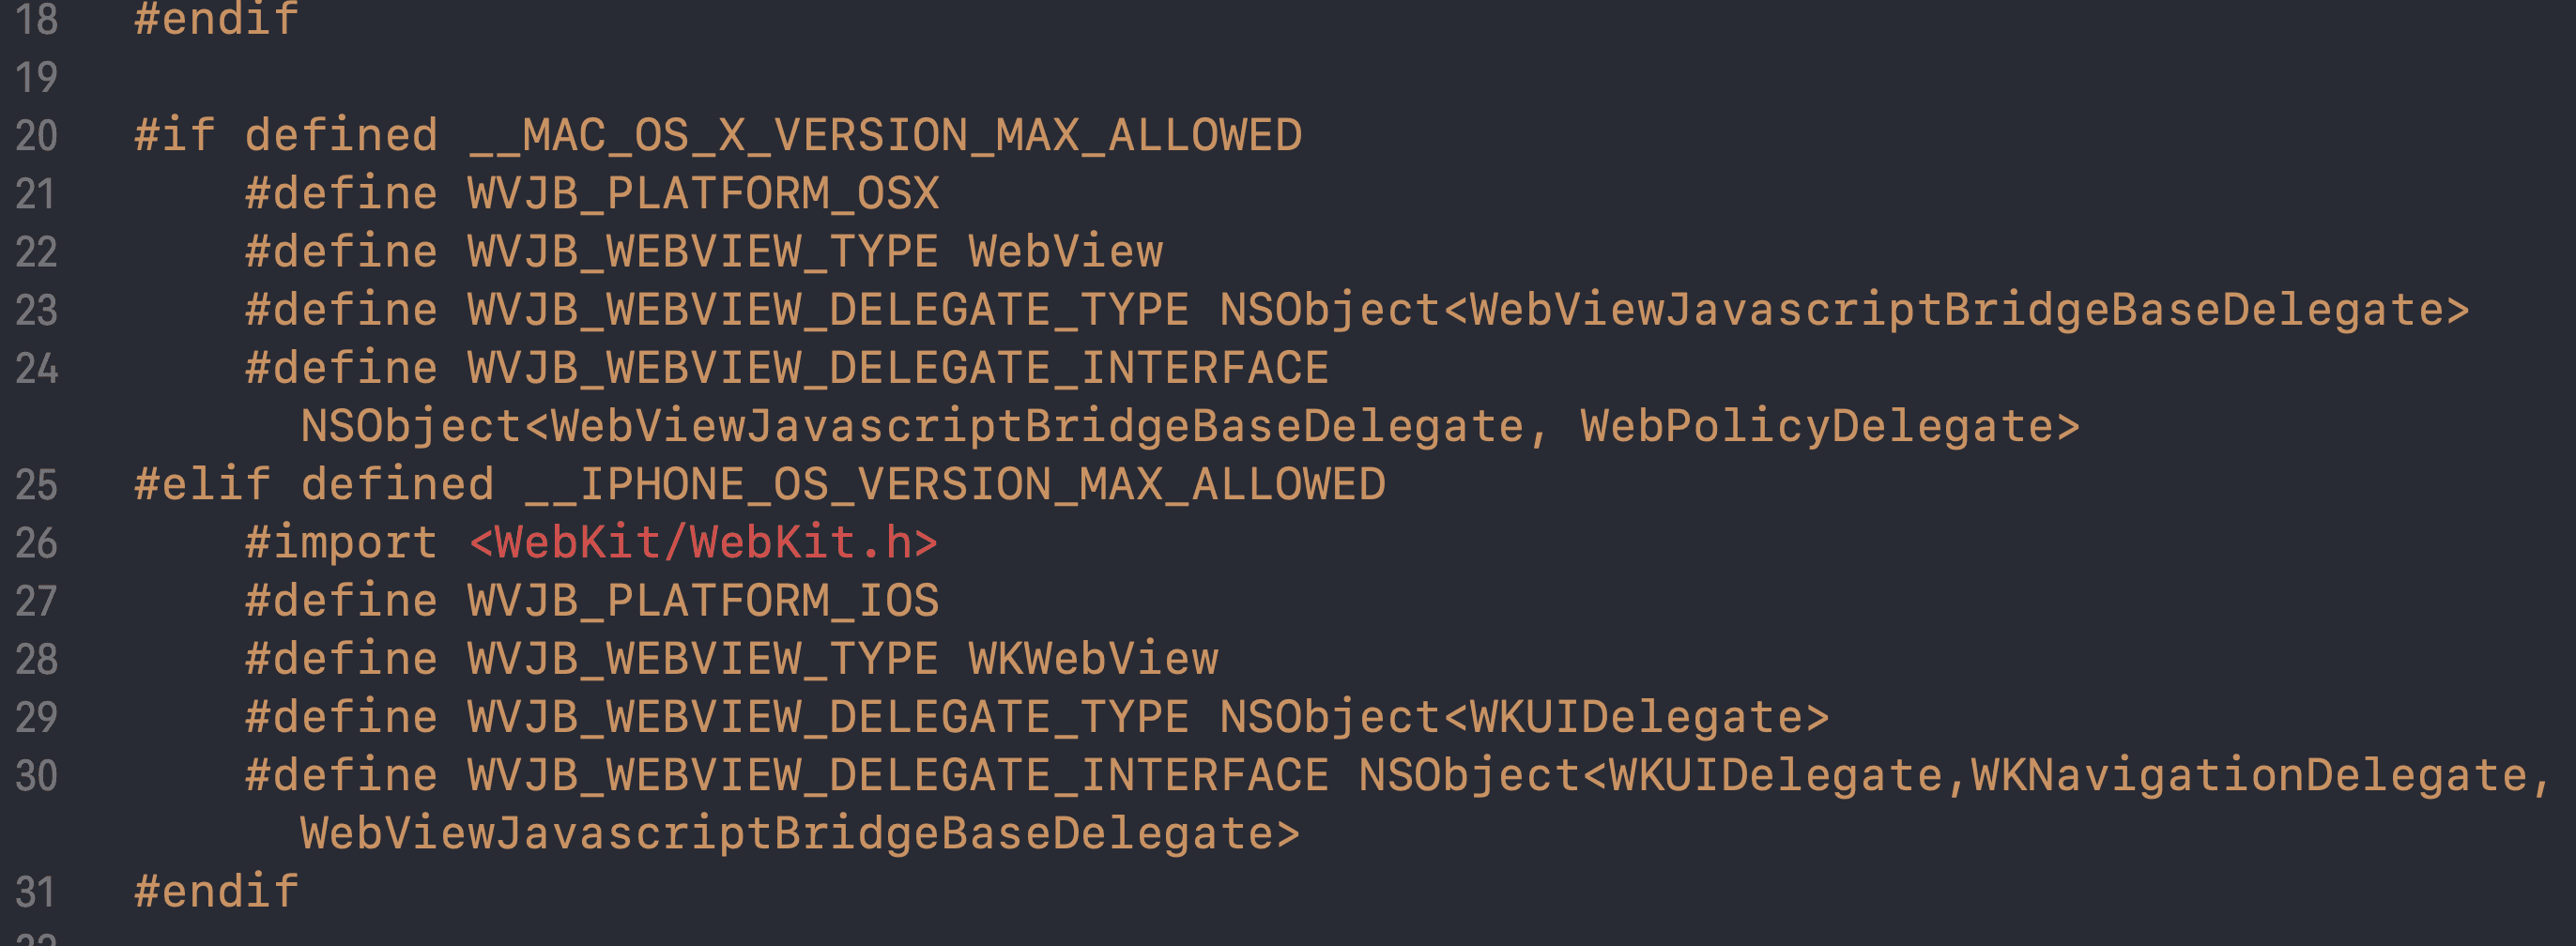 18 #endif
19
20 #if defined __MAC_OS_X_VERSION_MAX_ALLOWED
21     #define WVJB_PLATFORM_OSX
22     #define WVJB_WEBVIEW_TYPE WebView
23     #define WVJB_WEBVIEW_DELEGATE_TYPE NSObject<WebViewJavascriptBridgeBaseDelegate>
24     #define WVJB_WEBVIEW_DELEGATE_INTERFACE
NSObject<WebViewJavascriptBridgeBaseDelegate, WebPolicyDelegate>
25 #elif defined __IPHONE_OS_VERSION_MAX_ALLOWED
26     #import <WebKit/WebKit.h>
27     #define WVJB_PLATFORM_IOS
28     #define WVJB_WEBVIEW_TYPE WKWebView
29     #define WVJB_WEBVIEW_DELEGATE_TYPE NSObject<WKUIDelegate>
30     #define WVJB_WEBVIEW_DELEGATE_INTERFACE NSObject<WKUIDelegate,WKNavigationDelegate,
WebViewJavascriptBridgeBaseDelegate>
31 #endif